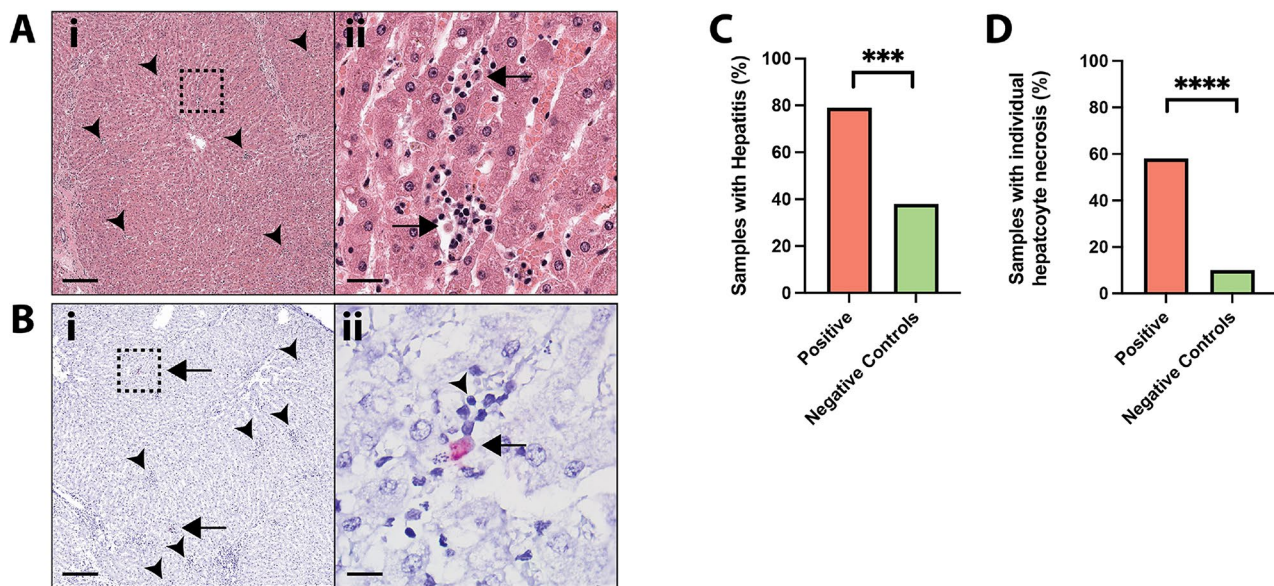 A
i
ii
B
i
ii
C
Samples with Hepatitis (%)
100
80
60
40
20
0
***
Positive
Negative Controls
D
Samples with individual
hepatcoyte necrosis (%)
100
80
60
40
20
0
****
Positive
Negative Controls